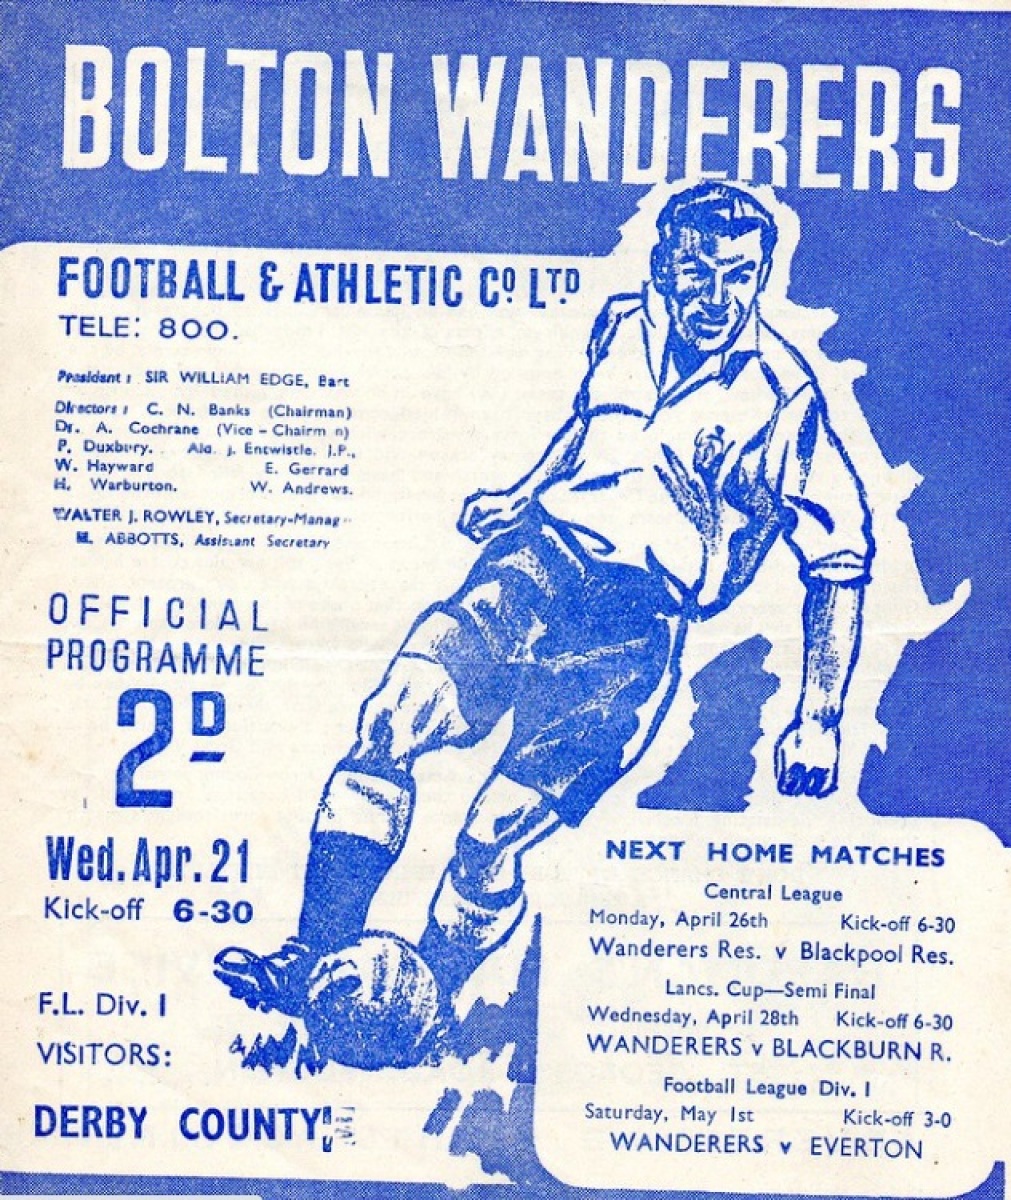 BOLTON WANDERERS
FOOTBALL & ATHLETIC Co. LTD
TELE: 800.
President: SIR WILLIAM EDGE, Bart
Directors: C. N. Banks (Chairman)
Dr. A. Cochrane (Vice-Chairm n)
P. Duxbury. Ald. J. Entwistle. J.P.,
W. Hayward E. Gerrard
H. Warburton. W. Andrews.
WALTER J. ROWLEY, Secretary-Manag
H. ABBOTTS, Assistant Secretary
OFFICIAL
PROGRAMME
2D
Wed. Apr. 21
Kick-off 6-30
F.L. Div. I
VISITORS:
DERBY COUNTY
NEXT HOME MATCHES
Central League
Monday, April 26th Kick-off 6-30
Wanderers Res. v Blackpool Res.
Lancs. Cup—Semi Final
Wednesday, April 28th Kick-off 6-30
WANDERERS v BLACKBURN R.
Football League Div. I
Saturday, May 1st Kick-off 3-0
WANDERERS v EVERTON